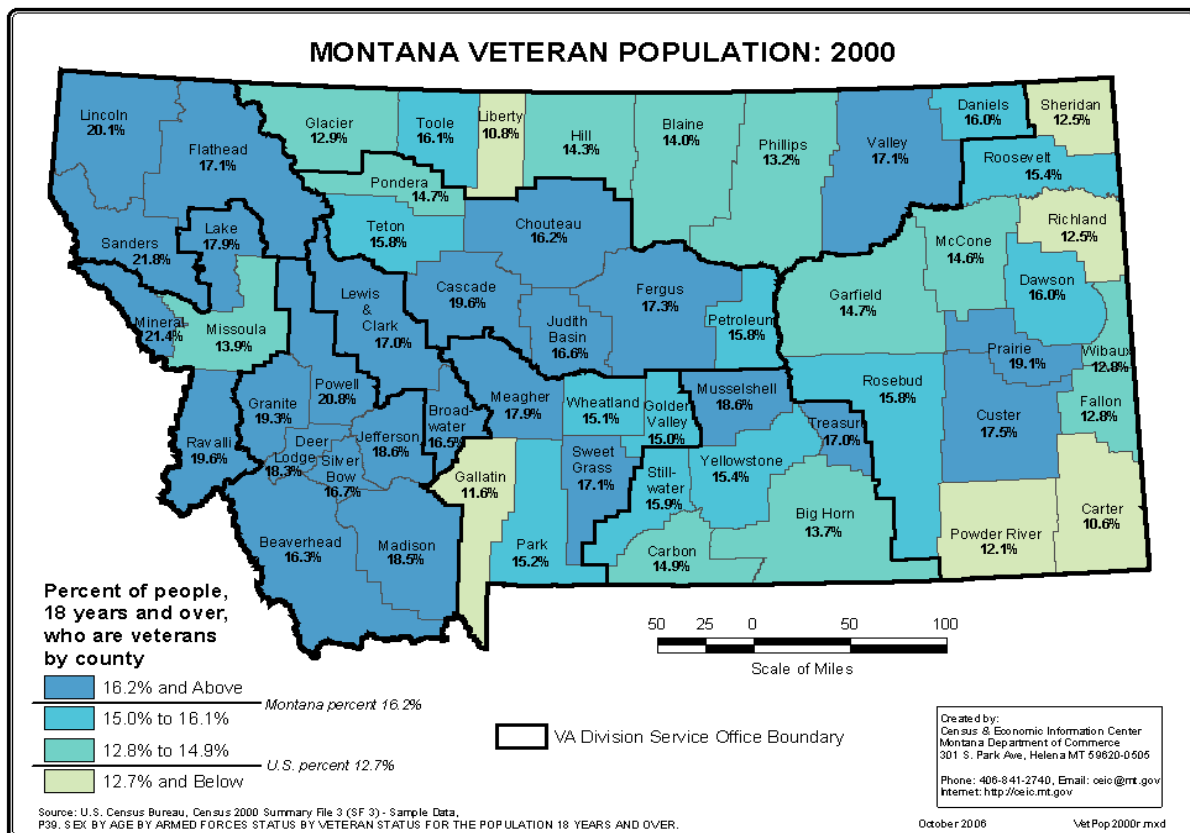 MONTANA VETERAN POPULATION: 2000
Lincoln
20.1%
Flathead
17.1%
Glacier
12.9%
Toole
16.1%
Liberty
10.8%
Hill
14.3%
Blaine
14.0%
Phillips
13.2%
Valley
17.1%
Daniels
16.0%
Sheridan
12.5%
Roosevelt
15.4%
Pondera
14.7%
Teton
15.8%
Chouteau
16.2%
Richland
12.5%
McCone
14.6%
Dawson
16.0%
Lake
17.9%
Sanders
21.8%
Mineral
21.4%
Missoula
13.9%
Lewis
&
Clark
17.0%
Cascade
19.6%
Judith
Basin
16.6%
Fergus
17.3%
Petroleum
15.8%
Garfield
14.7%
Prairie
19.1%
Wibaux
12.8%
Ravalli
19.6%
Granite
19.3%
Powell
20.8%
Deer
Lodge
18.3%
Silver
Bow
16.7%
Jefferson
18.6%
Broad-
water
16.5%
Meagher
17.9%
Wheatland
15.1%
Golden
Valley
15.0%
Musselshell
18.6%
Treasure
17.0%
Rosebud
15.8%
Custer
17.5%
Fallon
12.8%
Gallatin
11.6%
Sweet
Grass
17.1%
Still-
water
15.9%
Yellowstone
15.4%
Big Horn
13.7%
Powder River
12.1%
Carter
10.6%
Beaverhead
16.3%
Madison
18.5%
Park
15.2%
Carbon
14.9%
Percent of people,
18 years and over,
who are veterans
by county
16.2% and Above
Montana percent 16.2%
15.0% to 16.1%
12.8% to 14.9%
U.S. percent 12.7%
12.7% and Below
50 25 0 50 100
Scale of Miles
VA Division Service Office Boundary
Created by:
Census & Economic Information Center
Montana Department of Commerce
301 S. Park Ave, Helena MT 59620-0505
Phone: 406-841-2740, Email: ceic@mt.gov
Internet: http://ceic.mt.gov
Source: U.S. Census Bureau, Census 2000 Summary File 3 (SF 3) - Sample Data,
P39. SEX BY AGE BY ARMED FORCES STATUS BY VETERAN STATUS FOR THE POPULATION 18 YEARS AND OVER.
October 2006 VetPop2000r.mxd